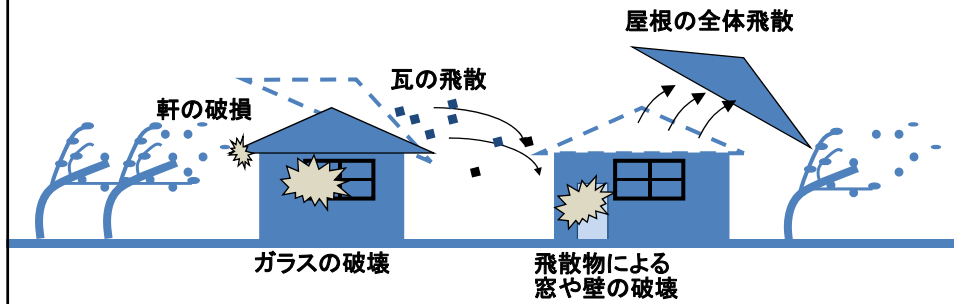 屋根の全体飛散
瓦の飛散
軒の破損
ガラスの破壊
飛散物による
窓や壁の破壊